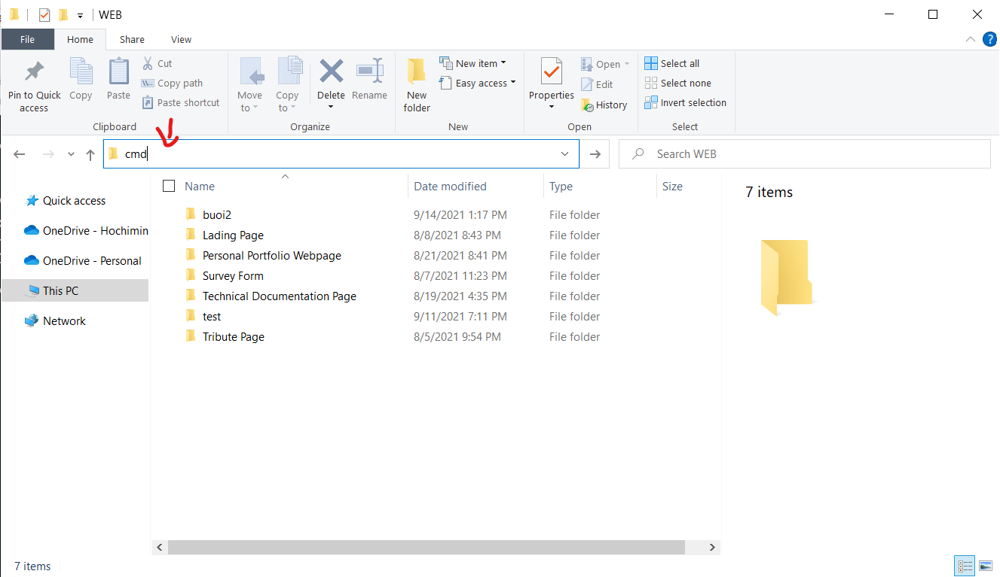 WEB
File Home Share View
?
Pin to Quick access
Copy
Paste
Cut
Copy path
Paste shortcut
Clipboard
Move to
Copy to
Delete
Rename
Organize
New folder
New item
Easy access
New
Properties
Open
Edit
History
Open
Select all
Select none
Invert selection
Select
cmd
Search WEB
Quick access
OneDrive - Hochimin
OneDrive - Personal
This PC
Network
Name Date modified Type Size
buoi2 9/14/2021 1:17 PM File folder
Lading Page 8/8/2021 8:43 PM File folder
Personal Portfolio Webpage 8/21/2021 8:41 PM File folder
Survey Form 8/7/2021 11:23 PM File folder
Technical Documentation Page 8/19/2021 4:35 PM File folder
test 9/11/2021 7:11 PM File folder
Tribute Page 8/5/2021 9:54 PM File folder
7 items
7 items